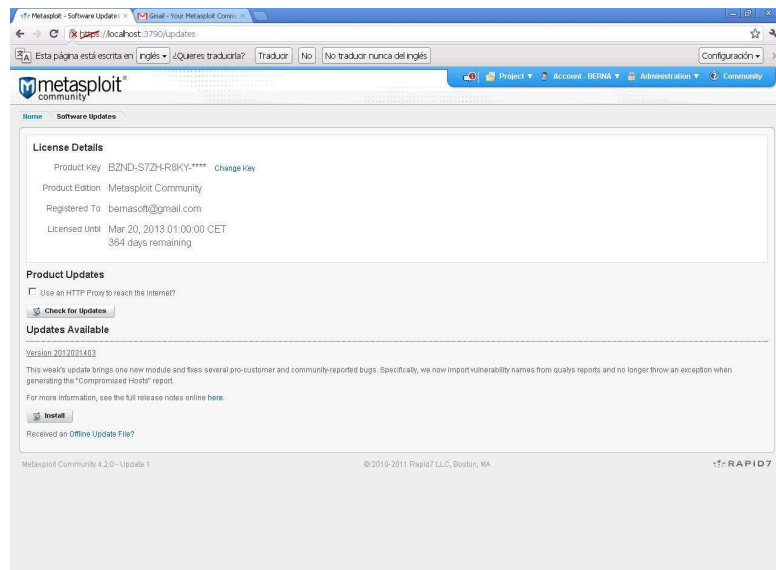 Metasploit - Software Updates
Gmail - Your Metasploit Comm
https://localhost:3790/updates
Esta página está escrita en inglés ¿Quieres traducirla? Traducir No No traducir nunca del inglés Configuración
metasploit®
community
Project Account - BERNA Administration Community
Home Software Updates
License Details
Product Key BZND-S7ZH-R8KY-**** Change Key
Product Edition Metasploit Community
Registered To bernasoft@gmail.com
Licensed Until Mar 20, 2013 01:00:00 CET
364 days remaining
Product Updates
Use an HTTP Proxy to reach the internet?
Check for Updates
Updates Available
Version 2012031403
This week's update brings one new module and fixes several pro-customer and community-reported bugs. Specifically, we now import vulnerability names from qualys reports and no longer throw an exception when
generating the "Compromised Hosts" report.
For more information, see the full release notes online here.
Install
Received an Offline Update File?
Metasploit Community 4.2.0 - Update 1 © 2010-2011 Rapid7 LLC, Boston, MA RAPID7